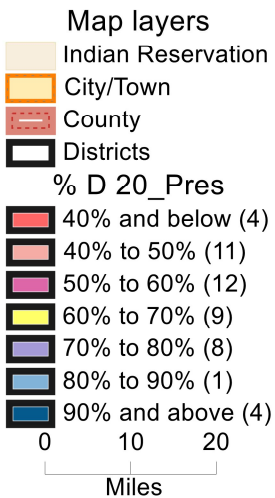 Map layers
Indian Reservation
City/Town
County
Districts
% D 20_Pres
40% and below (4)
40% to 50% (11)
50% to 60% (12)
60% to 70% (9)
70% to 80% (8)
80% to 90% (1)
90% and above (4)
0 10 20
Miles